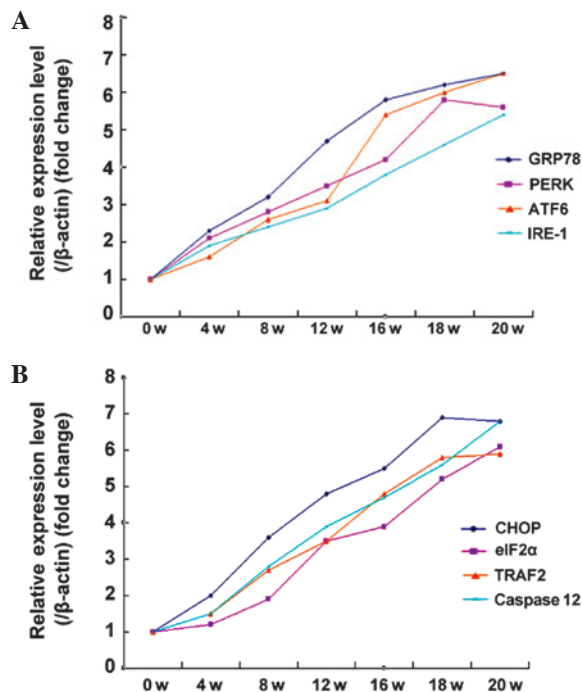 A
Relative expression level
(/β-actin) (fold change)
8
7
6
5
4
3
2
1
0
0 w 4 w 8 w 12 w 16 w 18 w 20 w
GRP78
PERK
ATF6
IRE-1
B
Relative expression level
(/β-actin) (fold change)
8
7
6
5
4
3
2
1
0
0 w 4 w 8 w 12 w 16 w 18 w 20 w
CHOP
eIF2α
TRAF2
Caspase 12